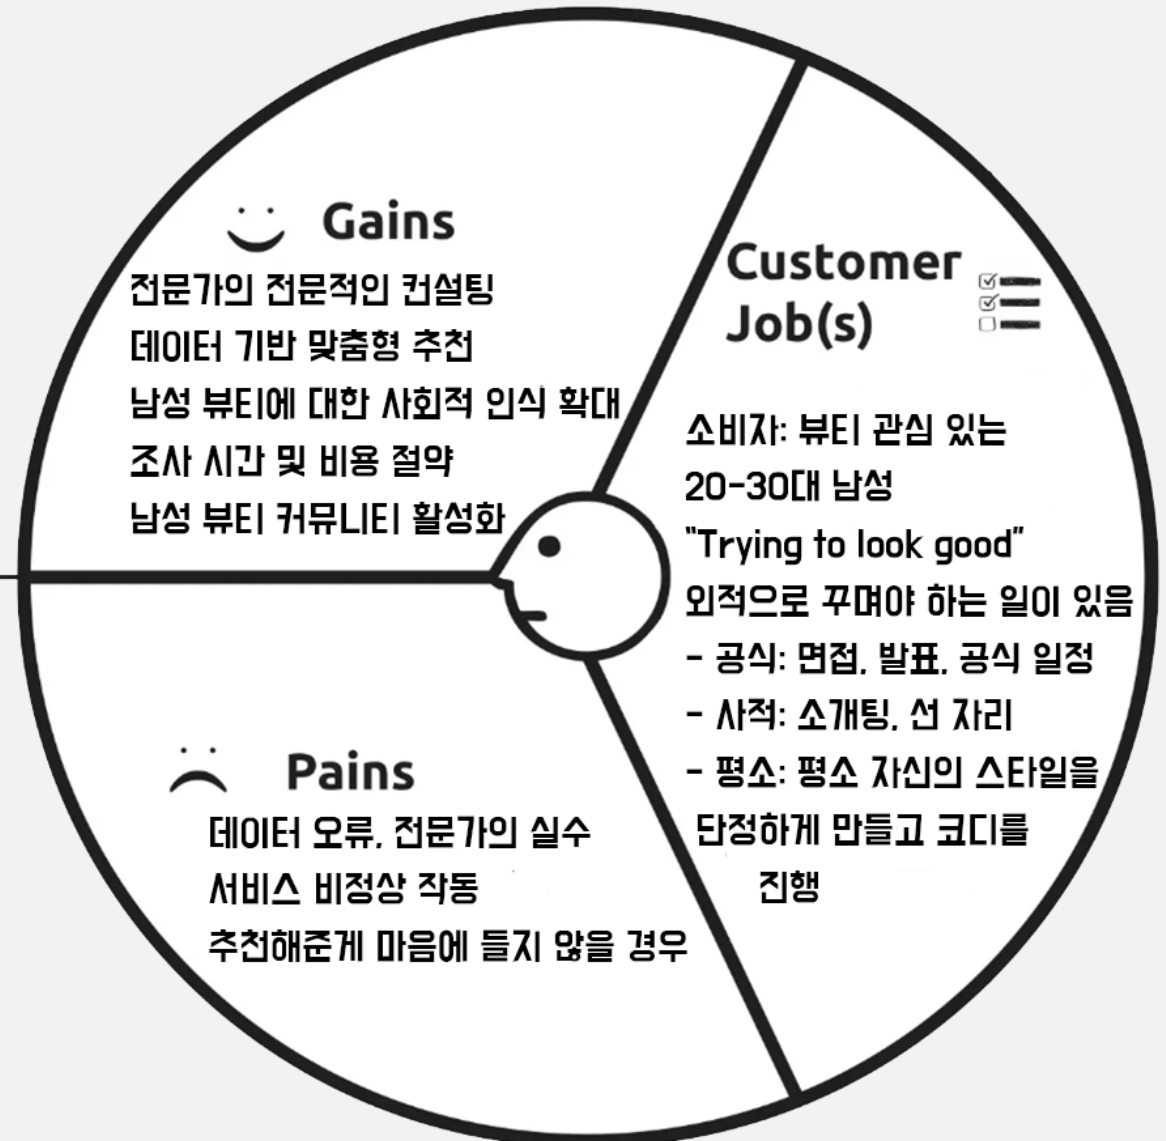 Gains
전문가의 전문적인 컨설팅
데이터 기반 맞춤형 추천
남성 뷰티에 대한 사회적 인식 확대
조사 시간 및 비용 절약
남성 뷰티 커뮤니티 활성화
Customer
Job(s)
소비자: 뷰티 관심 있는
20-30대 남성
“Trying to look good”
외적으로 꾸며야 하는 일이 있음
- 공식: 면접, 발표, 공식 일정
- 사적: 소개팅, 선 자리
- 평소: 평소 자신의 스타일을
단정하게 만들고 코디를
진행
Pains
데이터 오류, 전문가의 실수
서비스 비정상 작동
추천해준게 마음에 들지 않을 경우